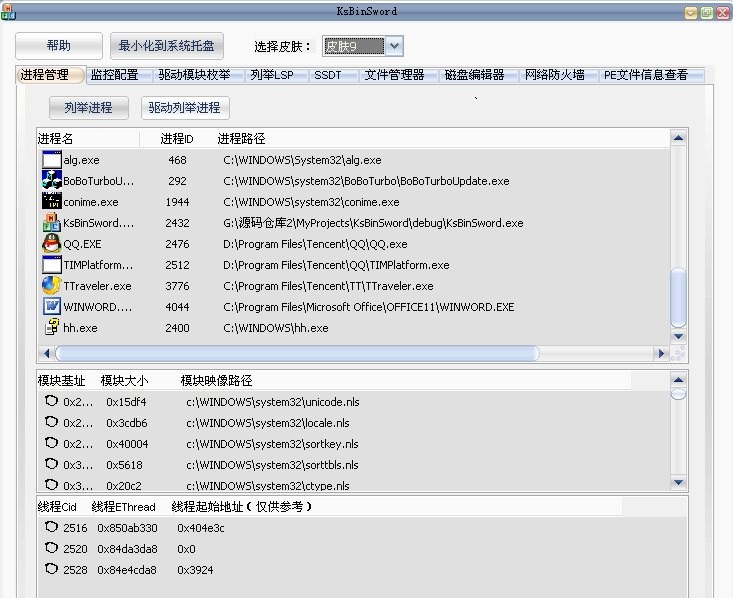 KsBinSword
帮助 最小化到系统托盘 选择皮肤： 皮肤9
进程管理 监控配置 驱动模块枚举 列举LSP SSDT 文件管理器 磁盘编辑器 网络防火墙 PE文件信息查看
列举进程 驱动列举进程
进程名 进程ID 进程路径
alg.exe 468 C:\WINDOWS\System32\alg.exe
BoBoTurboU... 292 C:\WINDOWS\system32\BoBoTurbo\BoBoTurboUpdate.exe
conime.exe 1944 C:\WINDOWS\system32\conime.exe
KsBinSword.... 2432 G:\源码仓库2\MyProjects\KsBinSword\debug\KsBinSword.exe
QQ.EXE 2476 D:\Program Files\Tencent\QQ\QQ.exe
TIMPlatform... 2512 D:\Program Files\Tencent\QQ\TIMPlatform.exe
TTraveler.exe 3776 C:\Program Files\Tencent\TT\TTraveler.exe
WINWORD.... 4044 C:\Program Files\Microsoft Office\OFFICE11\WINWORD.EXE
hh.exe 2400 C:\WINDOWS\hh.exe
模块基址 模块大小 模块映像路径
0x2... 0x15df4 c:\WINDOWS\system32\unicode.nls
0x2... 0x3cdb6 c:\WINDOWS\system32\locale.nls
0x2... 0x40004 c:\WINDOWS\system32\sortkey.nls
0x3... 0x5618 c:\WINDOWS\system32\sorttbls.nls
0x3... 0x20c2 c:\WINDOWS\system32\ctype.nls
线程Cid 线程EThread 线程起始地址(仅供参考)
2516 0x850ab330 0x404e3c
2520 0x84da3da8 0x0
2528 0x84e4cda8 0x3924